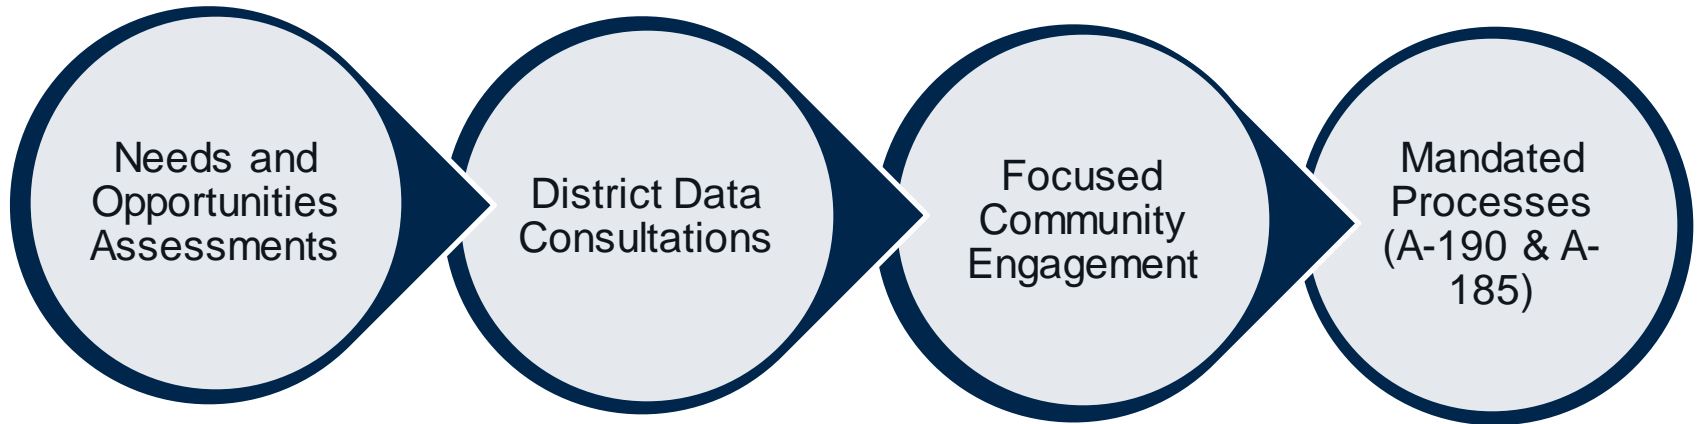 Needs and
Opportunities
Assessments
District Data
Consultations
Focused
Community
Engagement
Mandated
Processes
(A-190 & A-
185)